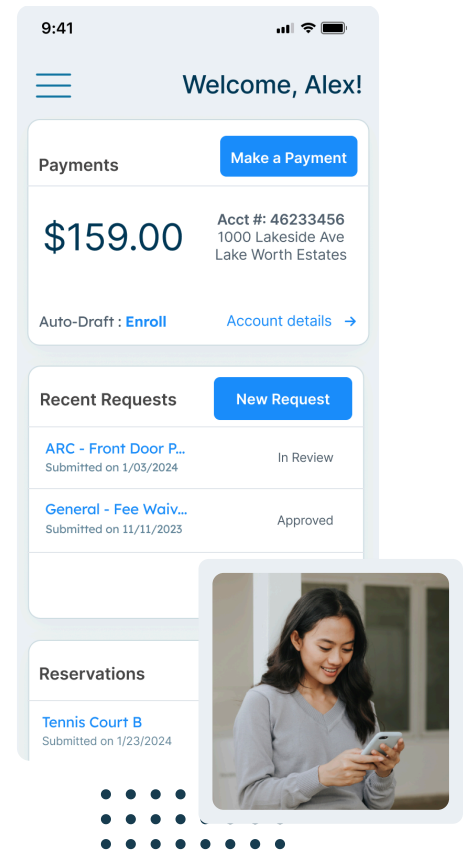 9:41
Welcome, Alex!
Payments
Make a Payment
$159.00
Acct #: 46233456
1000 Lakeside Ave
Lake Worth Estates
Auto-Draft : Enroll
Account details →
Recent Requests
New Request
ARC - Front Door P...
Submitted on 1/03/2024
In Review
General - Fee Waiv...
Submitted on 11/11/2023
Approved
Reservations
Tennis Court B
Submitted on 1/23/2024